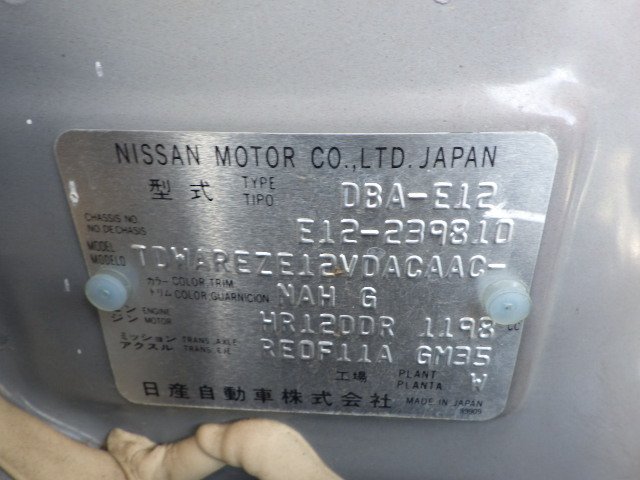 NISSAN MOTOR CO.,LTD. JAPAN
型式 TYPE TIPO DBA-E12
CHASSIS NO. NO. DE CHASIS E12-239810
MODEL MODELO TDWAREZE12VDACAAC-
カラー COLOR,TRIM トリム COLOR,GUARNICION NAH G
ジン ENGINE MOTOR HR12DDR 1198 CC
ミッション TRANS. AXLE アクスル TRANS. EJE RE0F11A GM35
工場 PLANT PLANTA W
日産自動車株式会社 MADE IN JAPAN
99909